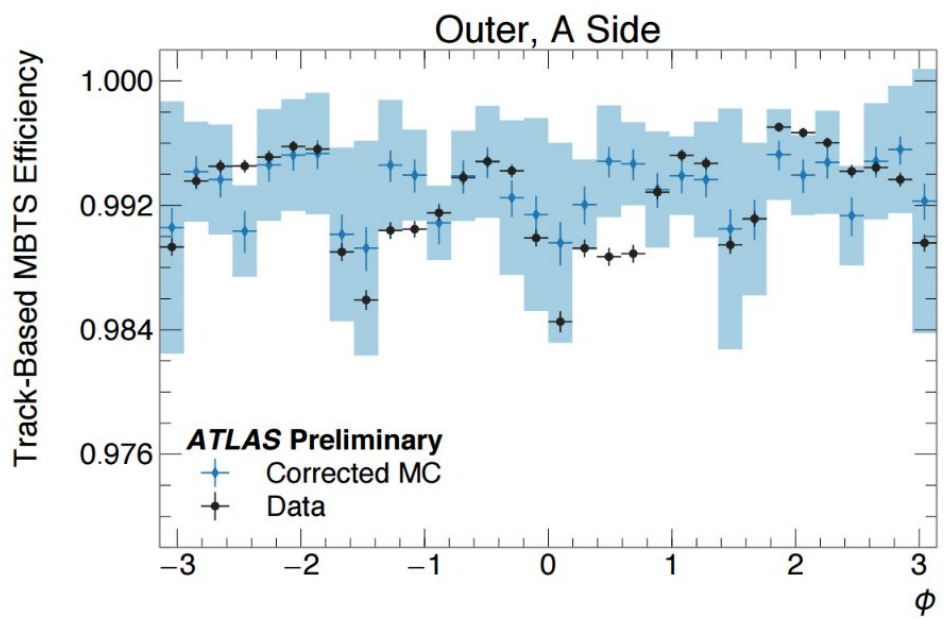 Outer, A Side
Track-Based MBTS Efficiency
1.000
0.992
0.984
0.976
ATLAS Preliminary
Corrected MC
Data
−3 −2 −1 0 1 2 3
ϕ